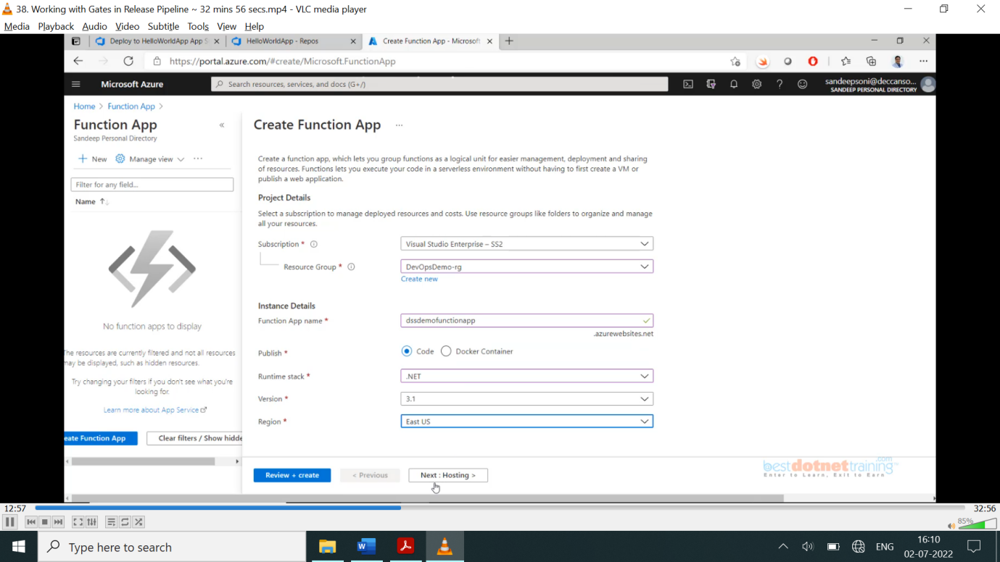 38. Working with Gates in Release Pipeline ~ 32 mins 56 secs.mp4 - VLC media player
Media Playback Audio Video Subtitle Tools View Help
Deploy to HelloWorldApp App S
HelloWorldApp - Repos
Create Function App - Microsoft
https://portal.azure.com/#create/Microsoft.FunctionApp
Microsoft Azure
Search resources, services, and docs (G+/)
sandeepsoni@deccanso...
SANDEEP PERSONAL DIRECTORY
Home > Function App >
Function App
Sandeep Personal Directory
+ New Manage view ...
Filter for any field...
Name
No function apps to display
The resources are currently filtered and not all resources
may be displayed, such as hidden resources.
Try changing your filters if you don't see what you're
looking for.
Learn more about App Service
eate Function App
Clear filters / Show hidde
Create Function App ...
Create a function app, which lets you group functions as a logical unit for easier management, deployment and sharing
of resources. Functions lets you execute your code in a serverless environment without having to first create a VM or
publish a web application.
Project Details
Select a subscription to manage deployed resources and costs. Use resource groups like folders to organize and manage
all your resources.
Subscription * Visual Studio Enterprise – SS2
Resource Group * DevOpsDemo-rg
Create new
Instance Details
Function App name * dssdemofunctionapp
.azurewebsites.net
Publish * Code Docker Container
Runtime stack * .NET
Version * 3.1
Region * East US
Review + create
< Previous
Next : Hosting >
bestdotnettraining.com
Enter to Learn, Exit to Earn
12:57
32:56
85%
Type here to search
ENG
16:10
02-07-2022